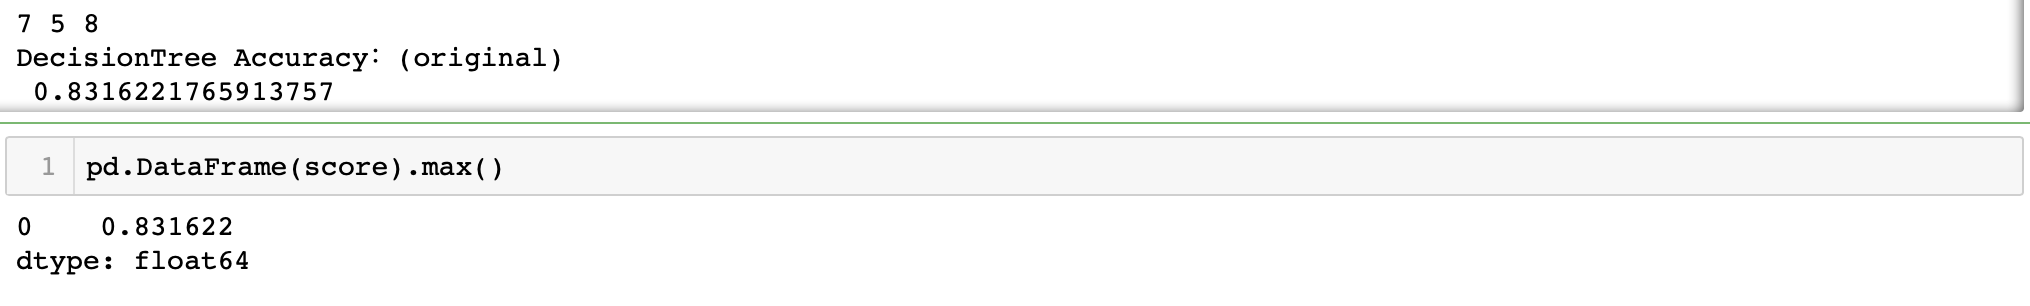 7 5 8
DecisionTree Accuracy：(original)
0.8316221765913757
1 pd.DataFrame(score).max()
0    0.831622
dtype: float64